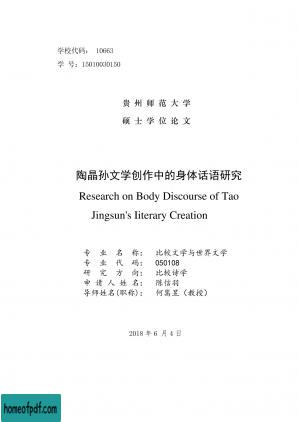 学校代码： 10663
学 号：15010030150
贵州师范大学
硕士学位论文
陶晶孙文学创作中的身体话语研究
Research on Body Discourse of Tao
Jingsun's literary Creation
专 业 名 称： 比较文学与世界文学
专 业 代 码： 050108
研 究 方 向： 比较诗学
申 请 人 姓 名： 陈信羽
导师姓名(职称)： 何嵩昱（教授）
2018 年 6 月 4 日
homeofpdf.com